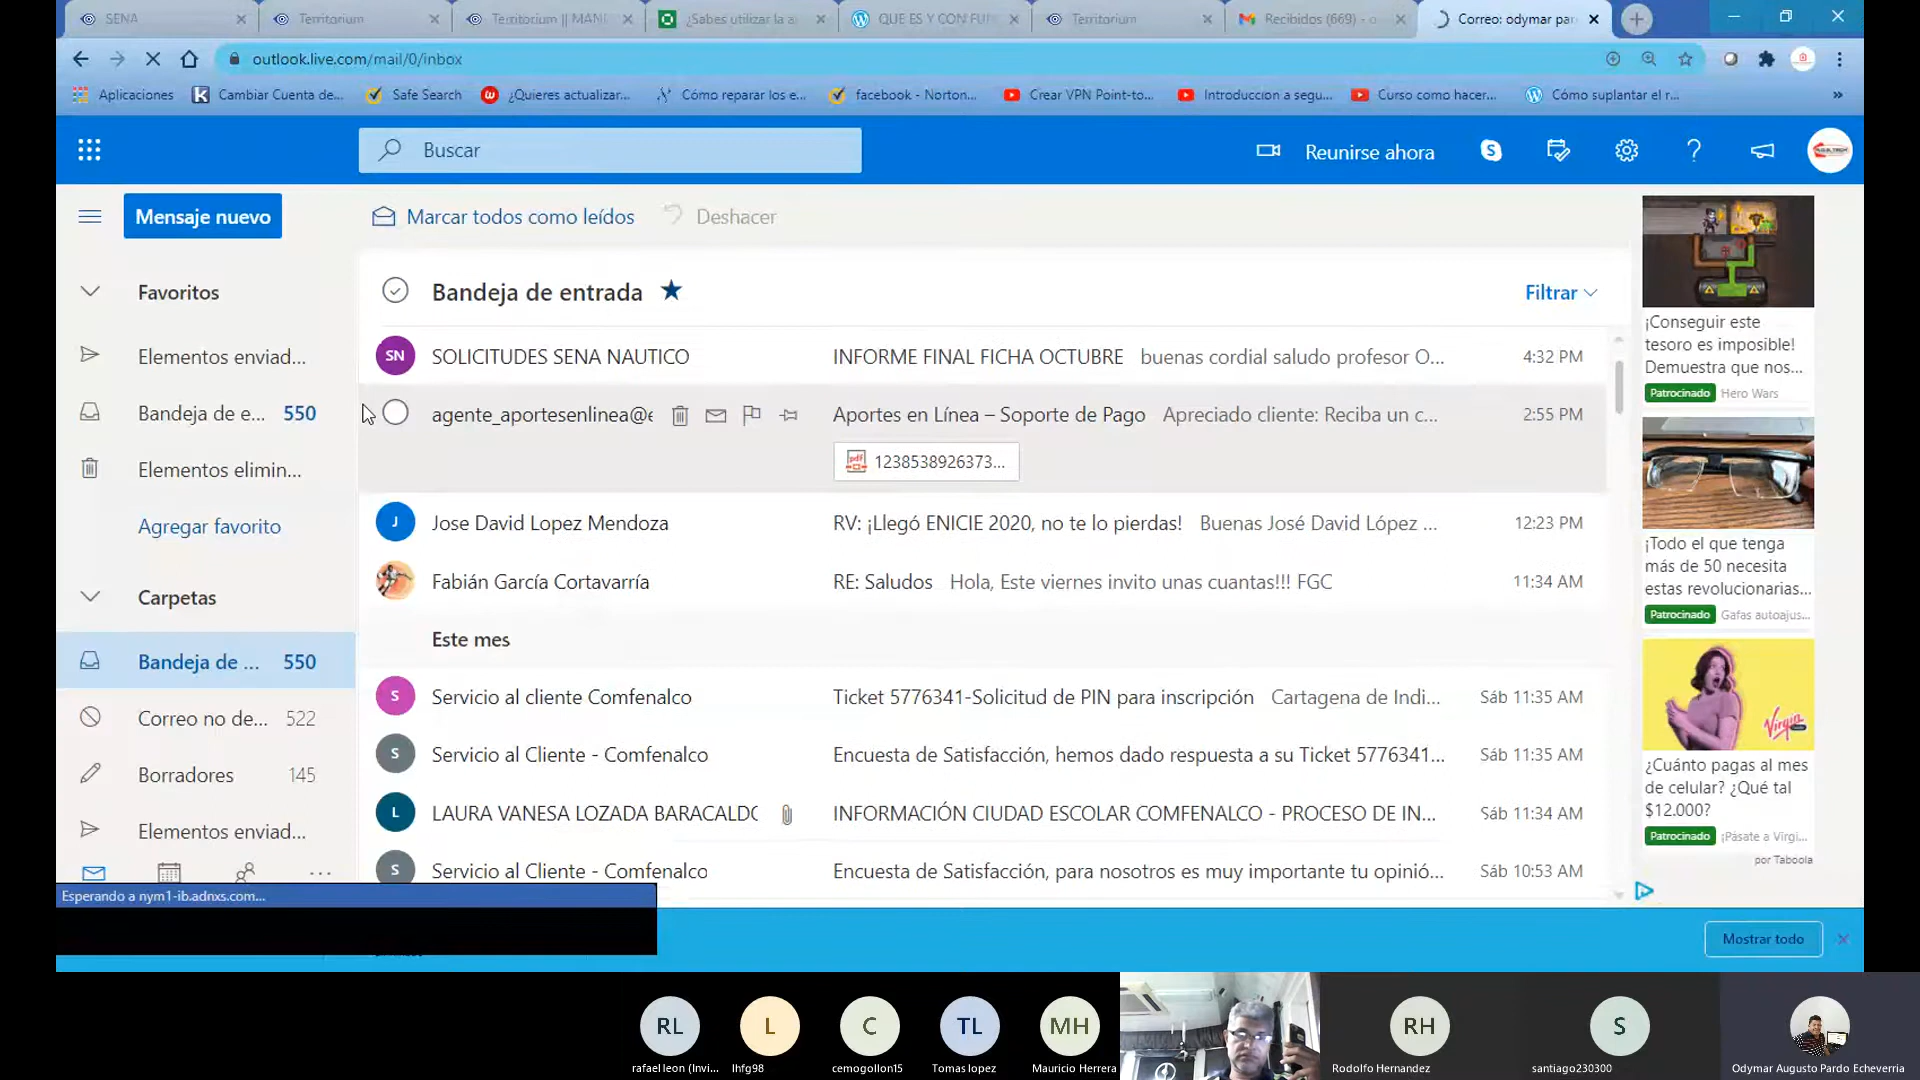 SENA
Territorium
Territorium || MANU
¿Sabes utilizar la a
QUE ES Y CON FUN
Territorium
Recibidos (669) - o
Correo: odymar par
outlook.live.com/mail/0/inbox
Aplicaciones
Cambiar Cuenta de...
Safe Search
¿Quieres actualizar...
Cómo reparar los e...
facebook - Norton...
Crear VPN Point-to...
Introducción a segu...
Curso como hacer...
Cómo suplantar el r...
»
Buscar
Reunirse ahora
Mensaje nuevo
Marcar todos como leídos
Deshacer
Favoritos
Elementos enviad...
Bandeja de e... 550
Elementos elimin...
Agregar favorito
Carpetas
Bandeja de ... 550
Correo no de... 522
Borradores 145
Elementos enviad...
Bandeja de entrada
Filtrar
SN SOLICITUDES SENA NAUTICO INFORME FINAL FICHA OCTUBRE buenas cordial saludo profesor O... 4:32 PM
agente_aportesenlinea@e Aportes en Línea – Soporte de Pago Apreciado cliente: Reciba un c... 2:55 PM
pdf 1238538926373...
J Jose David Lopez Mendoza RV: ¡Llegó ENICIE 2020, no te lo pierdas! Buenas José David López ... 12:23 PM
Fabián García Cortavarría RE: Saludos Hola, Este viernes invito unas cuantas!!! FGC 11:34 AM
Este mes
S Servicio al cliente Comfenalco Ticket 5776341-Solicitud de PIN para inscripción Cartagena de Indi... Sáb 11:35 AM
S Servicio al Cliente - Comfenalco Encuesta de Satisfacción, hemos dado respuesta a su Ticket 5776341... Sáb 11:35 AM
L LAURA VANESA LOZADA BARACALDO INFORMACIÓN CIUDAD ESCOLAR COMFENALCO - PROCESO DE IN... Sáb 11:34 AM
S Servicio al Cliente - Comfenalco Encuesta de Satisfacción, para nosotros es muy importante tu opinió... Sáb 10:53 AM
¡Conseguir este
tesoro es imposible!
Demuestra que nos...
Patrocinado Hero Wars
¡Todo el que tenga
más de 50 necesita
estas revolucionarias...
Patrocinado Gafas autoajus...
Virgin
¿Cuánto pagas al mes
de celular? ¿Qué tal
$12.000?
Patrocinado ¡Pásate a Virgi...
por Taboola
Esperando a nym1-ib.adnxs.com...
Mostrar todo
RL
L
C
TL
MH
RH
S
rafael leon (Invi...
lhfg98
cemogollon15
Tomas lopez
Mauricio Herrera
Rodolfo Hernandez
santiago230300
Odymar Augusto Pardo Echeverria